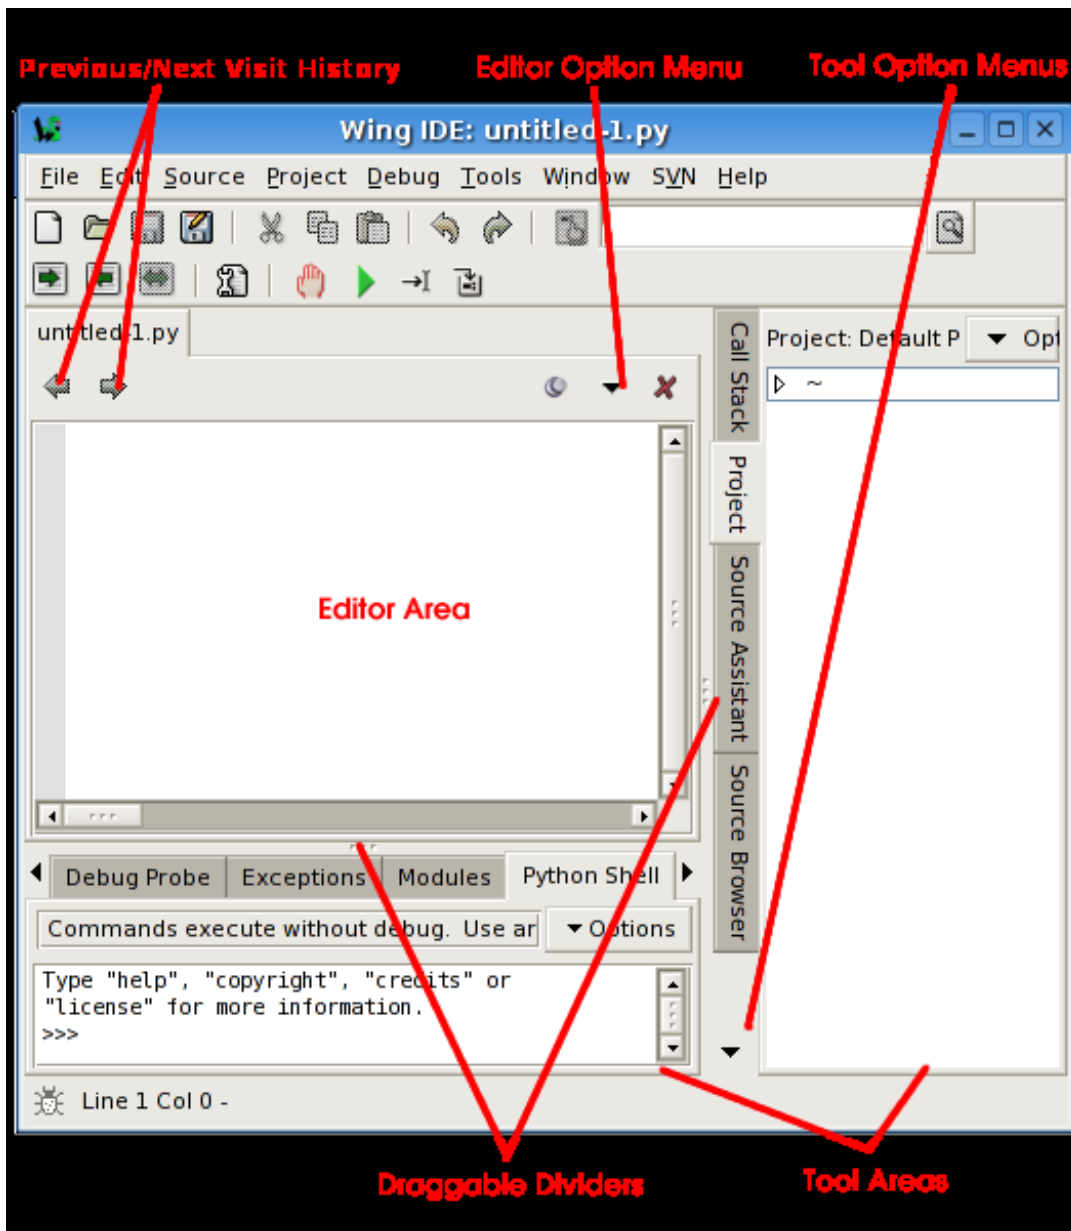 Previous/Next Visit History Editor Option Menu Tool Option Menus
Wing IDE: untitled-1.py
File Edit Source Project Debug Tools Window SVN Help
untitled-1.py
Project: Default P Opt
~
Call Stack
Project
Source Assistant
Source Browser
Editor Area
Debug Probe Exceptions Modules Python Shell
Commands execute without debug. Use ar Options
Type "help", "copyright", "credits" or
"license" for more information.
>>>
Line 1 Col 0 -
Draggable Dividers Tool Areas